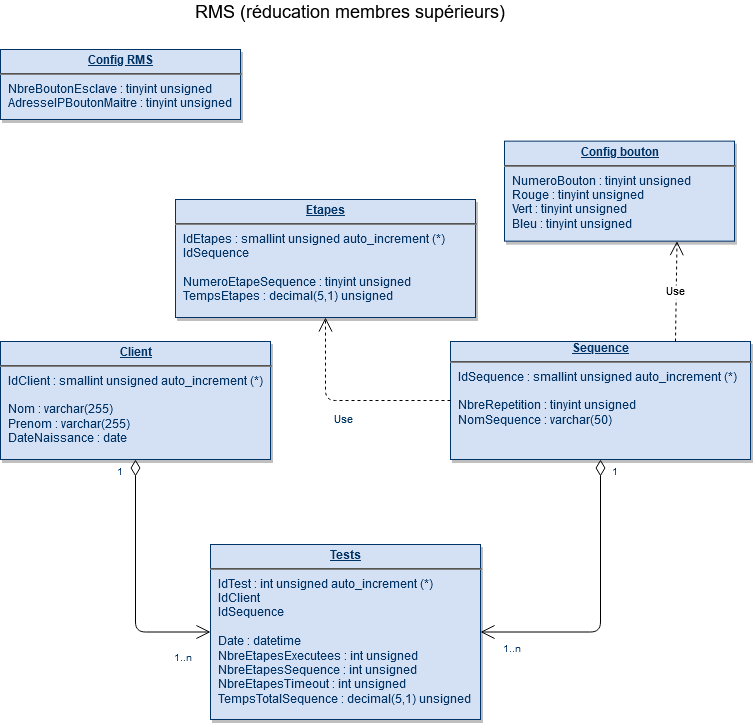 RMS (réducation membres supérieurs)
Config RMS
NbreBoutonEsclave : tinyint unsigned
AdresseIPBoutonMaitre : tinyint unsigned
Config bouton
NumeroBouton : tinyint unsigned
Rouge : tinyint unsigned
Vert : tinyint unsigned
Bleu : tinyint unsigned
Etapes
IdEtapes : smallint unsigned auto_increment (*)
IdSequence
NumeroEtapeSequence : tinyint unsigned
TempsEtapes : decimal(5,1) unsigned
Use
Client
IdClient : smallint unsigned auto_increment (*)
Nom : varchar(255)
Prenom : varchar(255)
DateNaissance : date
Use
Sequence
IdSequence : smallint unsigned auto_increment (*)
NbreRepetition : tinyint unsigned
NomSequence : varchar(50)
1
1
Tests
IdTest : int unsigned auto_increment (*)
IdClient
IdSequence
Date : datetime
NbreEtapesExecutees : int unsigned
NbreEtapesSequence : int unsigned
NbreEtapesTimeout : int unsigned
TempsTotalSequence : decimal(5,1) unsigned
1..n
1..n